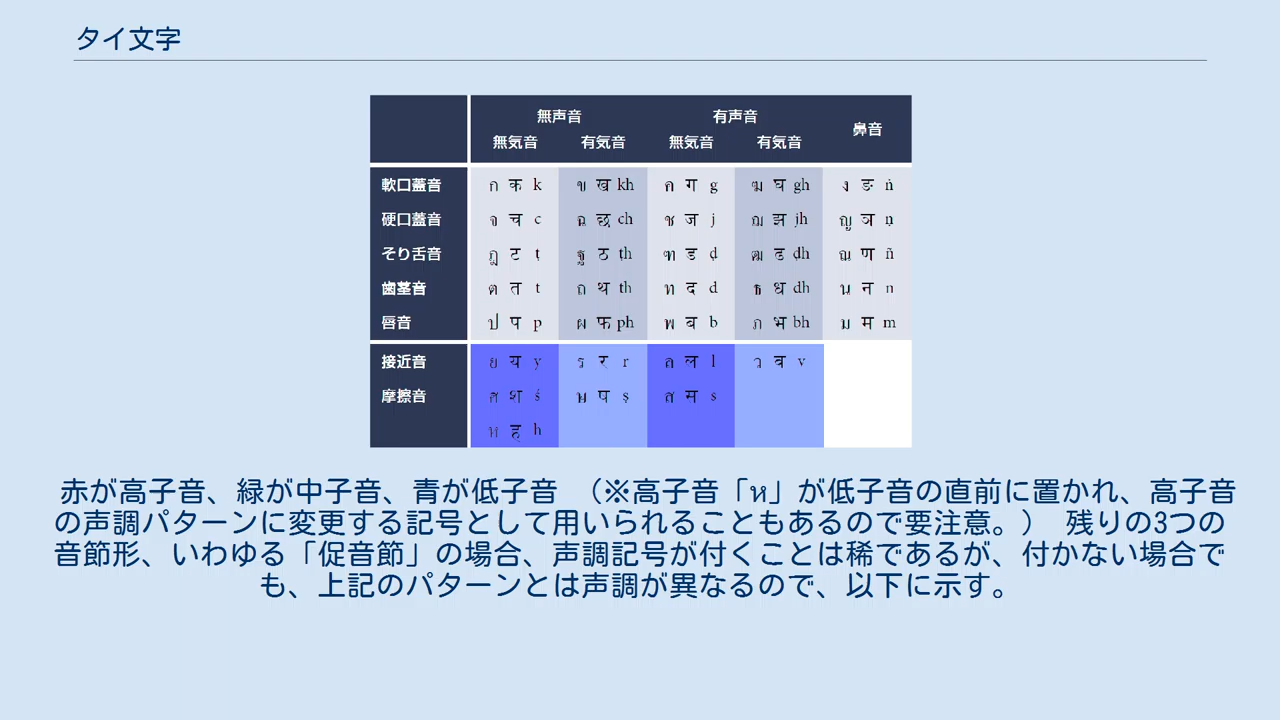 タイ文字
無声音 有声音 鼻音
無気音 有気音 無気音 有気音
軟口蓋音 ก क k ข ख kh ค ग g ฆ घ gh ง ङ ṅ
硬口蓋音 จ च c ฉ छ ch ช ज j ฌ झ jh ญ ञ ṇ
そり舌音 ฏ ट ṭ ฐ ठ ṭh ฑ ड ḍ ฒ ढ ḍh ณ ण ñ
歯茎音 ต त t ถ थ th ท द d ธ ध dh น न n
唇音 ป प p ผ फ ph พ ब b ภ भ bh ม म m
接近音 ย य y ร र r ล ल l ว व v
摩擦音 ศ श ś ษ ष ṣ ส स s
ห ह h
赤が高子音、緑が中子音、青が低子音 （※高子音「ห」が低子音の直前に置かれ、高子音
の声調パターンに変更する記号として用いられることもあるので要注意。） 残りの3つの
音節形、いわゆる「促音節」の場合、声調記号が付くことは稀であるが、付かない場合で
も、上記のパターンとは声調が異なるので、以下に示す。